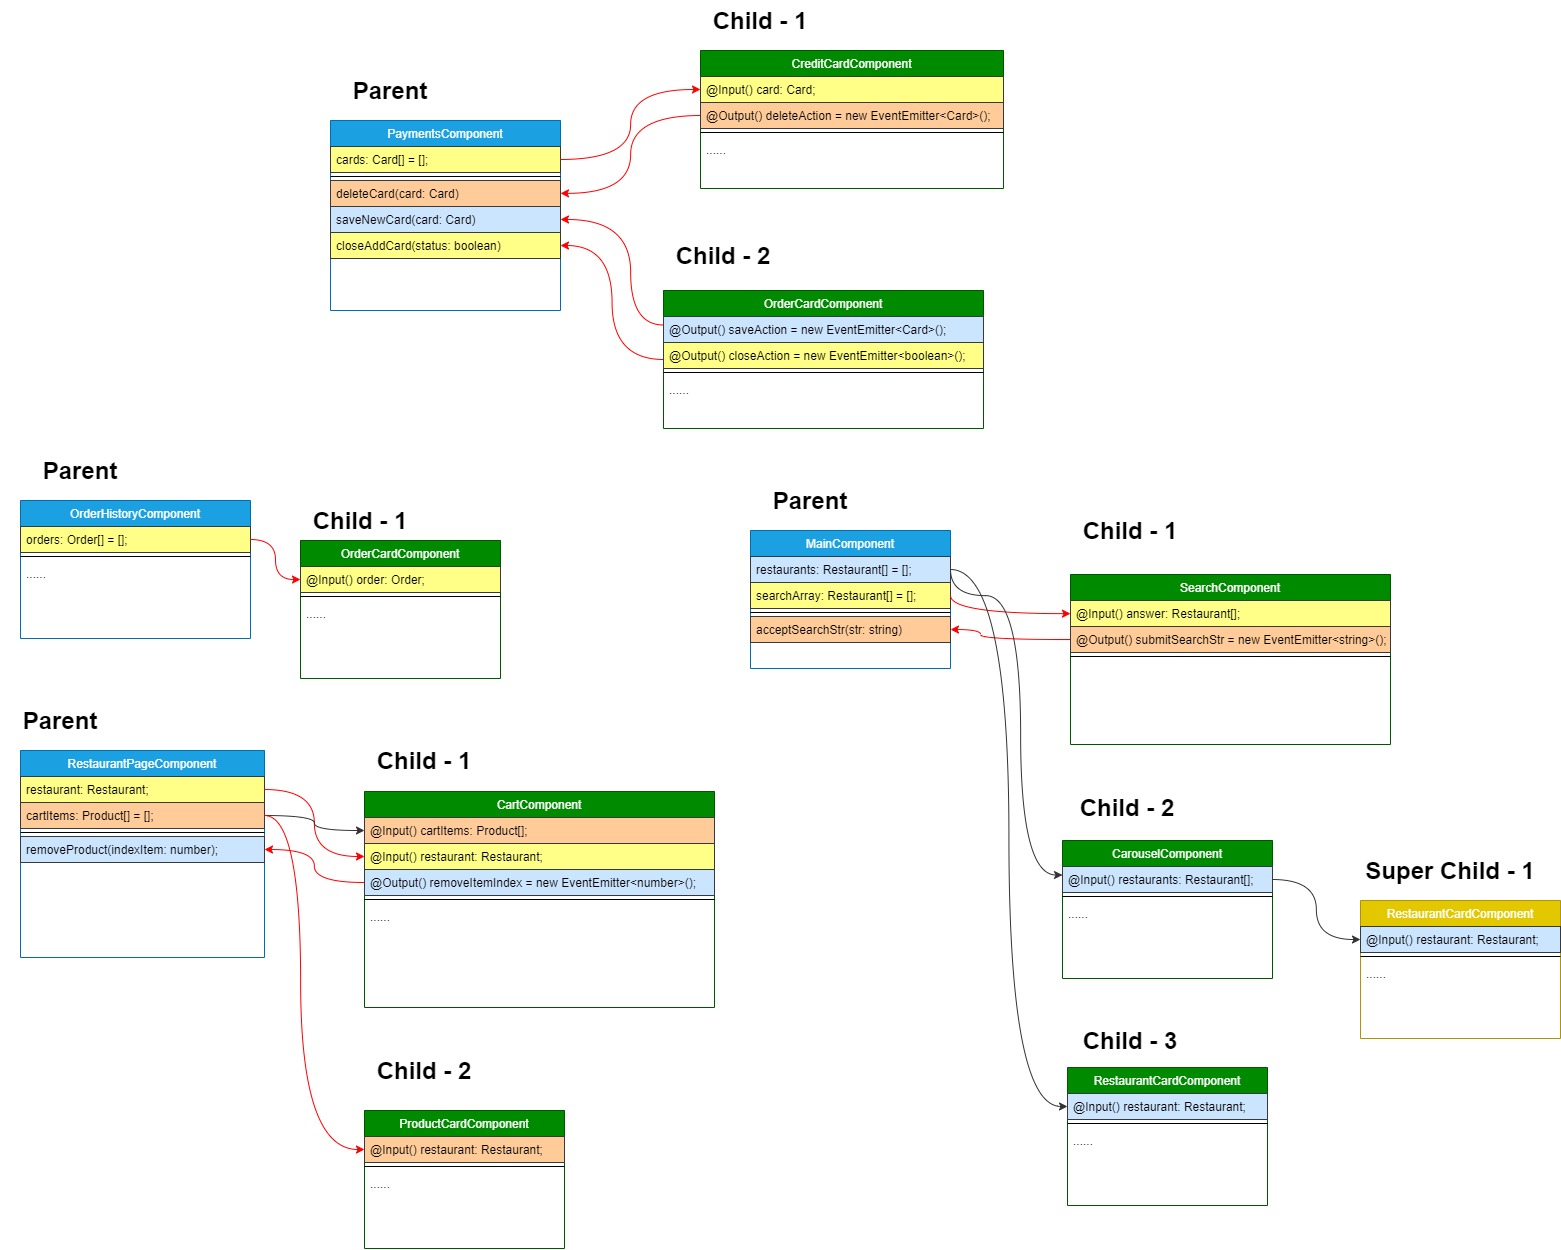 Child - 1
CreditCardComponent
@Input() card: Card;
@Output() deleteAction = new EventEmitter<Card>();
......
Parent
PaymentsComponent
cards: Card[] = [];
deleteCard(card: Card)
saveNewCard(card: Card)
closeAddCard(status: boolean)
Child - 2
OrderCardComponent
@Output() saveAction = new EventEmitter<Card>();
@Output() closeAction = new EventEmitter<boolean>();
......
Parent
OrderHistoryComponent
orders: Order[] = [];
......
Child - 1
OrderCardComponent
@Input() order: Order;
......
Parent
MainComponent
restaurants: Restaurant[] = [];
searchArray: Restaurant[] = [];
acceptSearchStr(str: string)
Child - 1
SearchComponent
@Input() answer: Restaurant[];
@Output() submitSearchStr = new EventEmitter<string>();
Parent
RestaurantPageComponent
restaurant: Restaurant;
cartItems: Product[] = [];
removeProduct(indexItem: number);
Child - 1
CartComponent
@Input() cartItems: Product[];
@Input() restaurant: Restaurant;
@Output() removeItemIndex = new EventEmitter<number>();
......
Child - 2
CarouselComponent
@Input() restaurants: Restaurant[];
......
Super Child - 1
RestaurantCardComponent
@Input() restaurant: Restaurant;
......
Child - 3
RestaurantCardComponent
@Input() restaurant: Restaurant;
......
Child - 2
ProductCardComponent
@Input() restaurant: Restaurant;
......